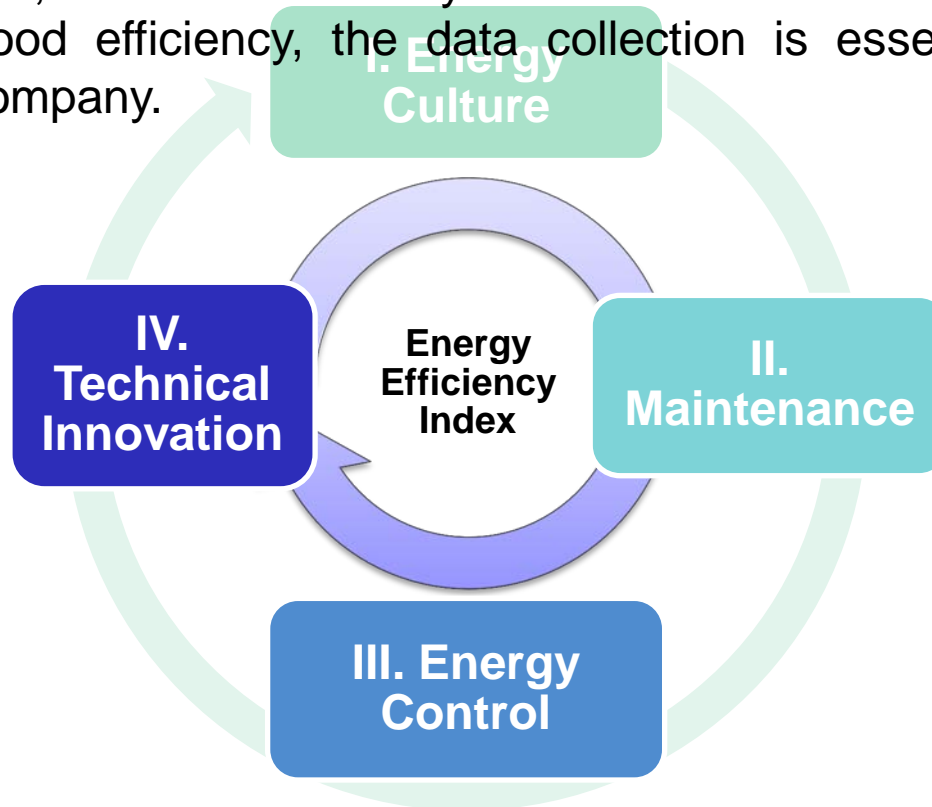 ood efficiency, the data collection is esse
ompany.
I. Energy
Culture
IV.
Technical
Innovation
Energy
Efficiency
Index
II.
Maintenance
III. Energy
Control